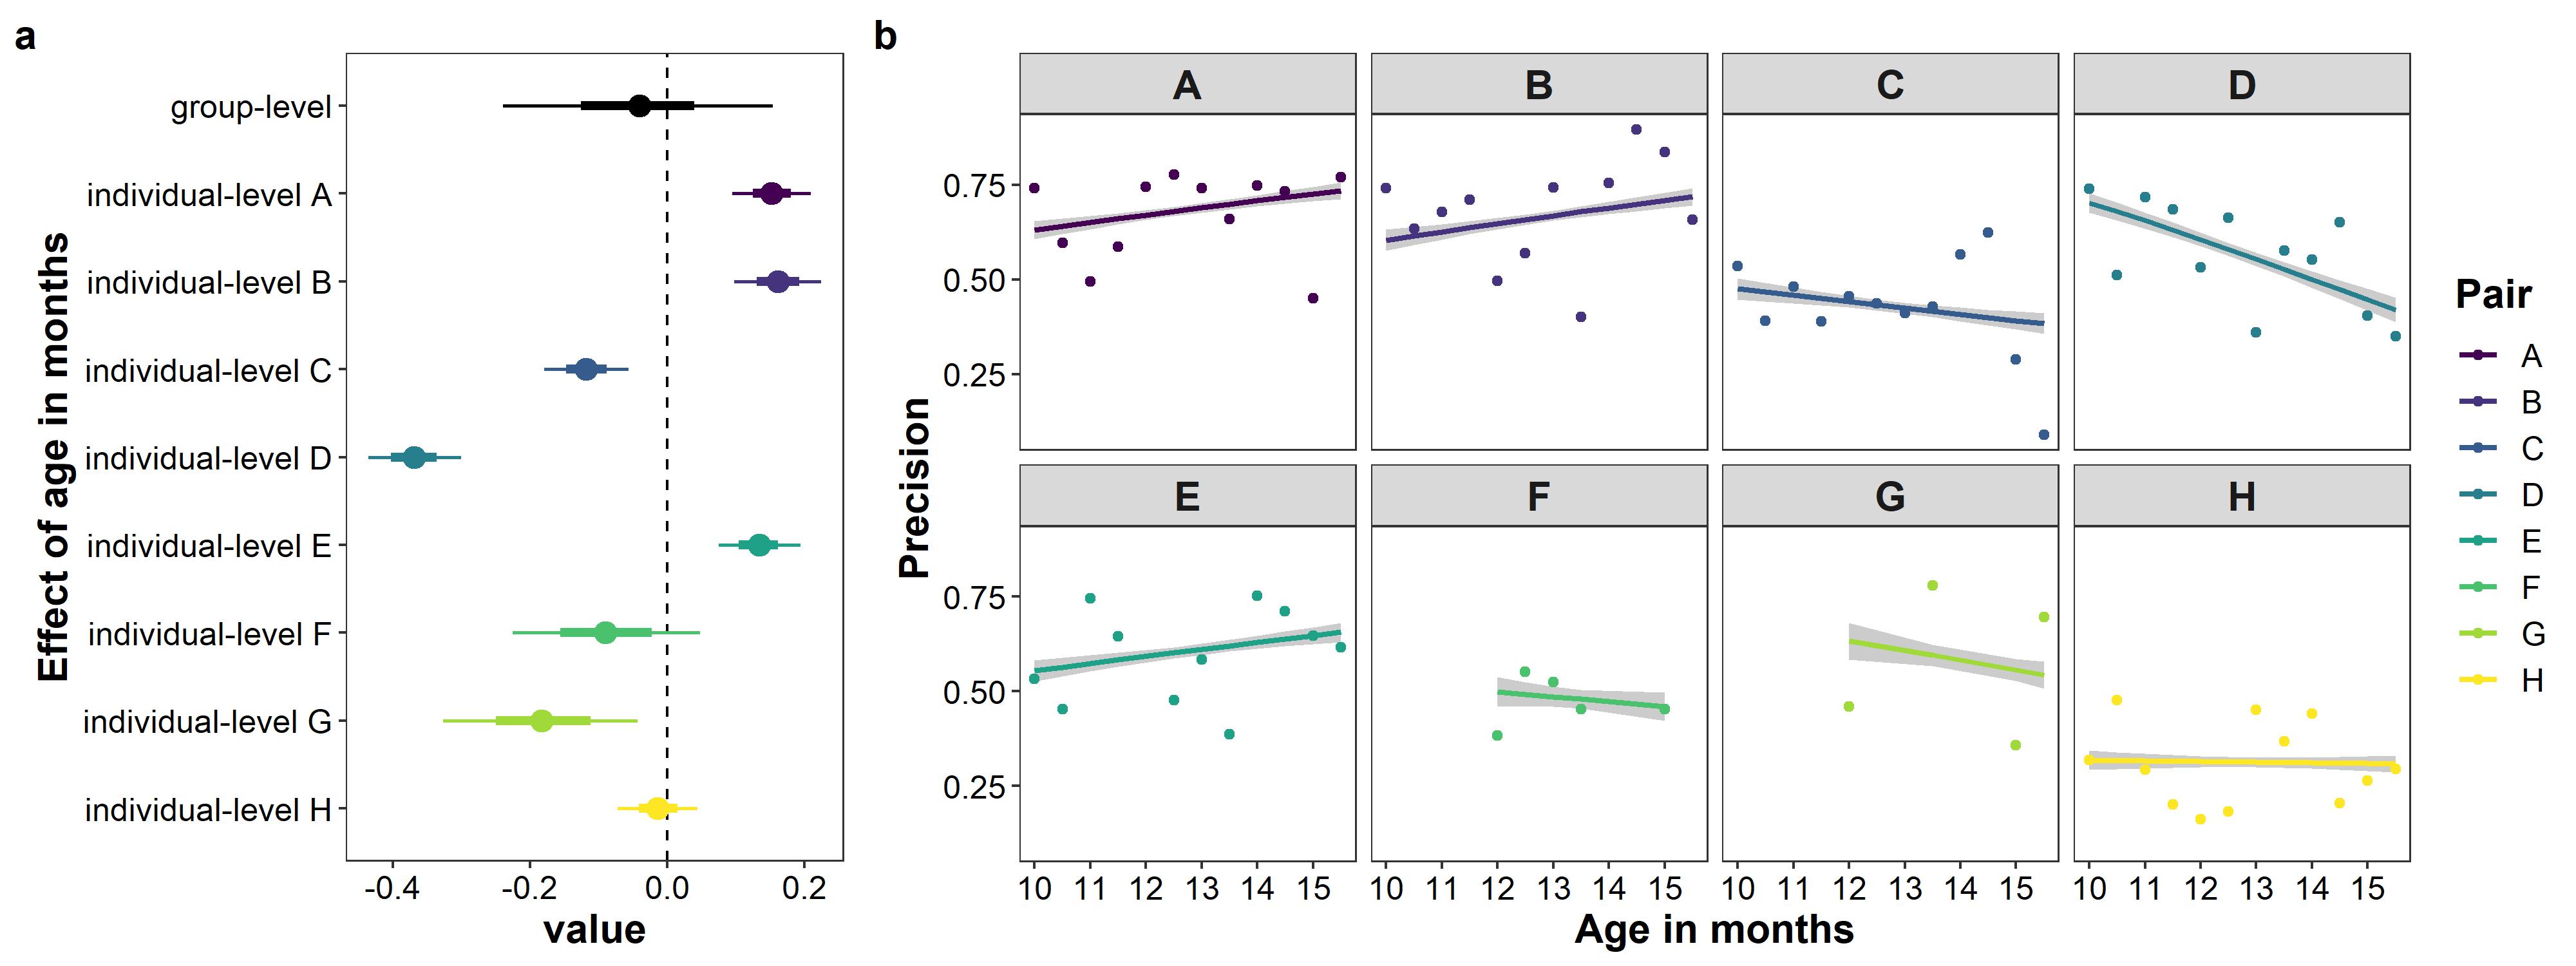 a
Effect of age in months
group-level
individual-level A
individual-level B
individual-level C
individual-level D
individual-level E
individual-level F
individual-level G
individual-level H
-0.4 -0.2 0.0 0.2
value
b
A B C D
0.75
0.50
0.25
Precision
E F G H
0.75
0.50
0.25
10 11 12 13 14 15 10 11 12 13 14 15 10 11 12 13 14 15 10 11 12 13 14 15
Age in months
Pair
A
B
C
D
E
F
G
H